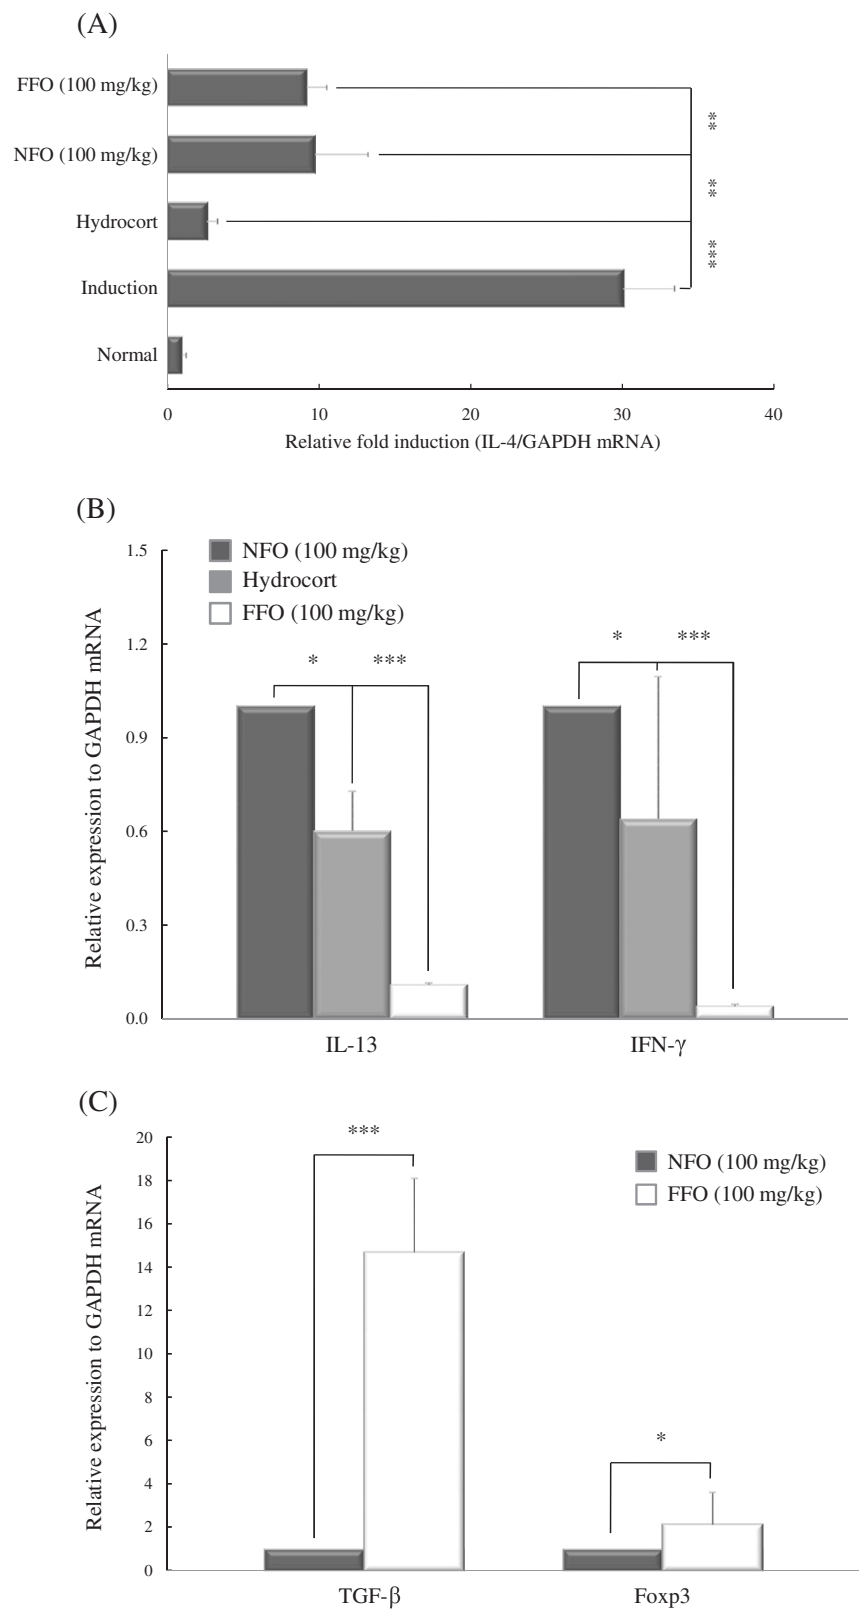 (A)
FFO (100 mg/kg)
**
NFO (100 mg/kg)
**
Hydrocort
***
Induction
Normal
0 10 20 30 40
Relative fold induction (IL-4/GAPDH mRNA)
(B)
NFO (100 mg/kg)
Hydrocort
FFO (100 mg/kg)
Relative expression to GAPDH mRNA
1.5
1.2
0.9
0.6
0.3
0.0
* *** * ***
IL-13 IFN-γ
(C)
Relative expression to GAPDH mRNA
20
18
16
14
12
10
8
6
4
2
0
***
NFO (100 mg/kg)
FFO (100 mg/kg)
*
TGF-β Foxp3